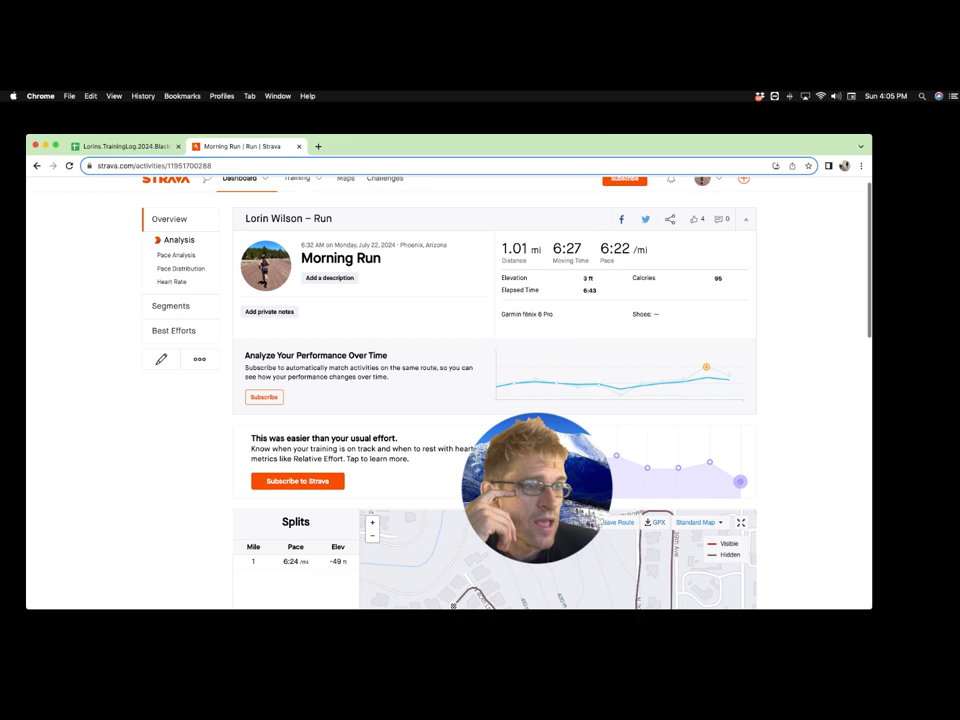 Chrome File Edit View History Bookmarks Profiles Tab Window Help Sun 4:05 PM
Lorins.TrainingLog.2024.Black Morning Run | Run | Strava
strava.com/activities/11951700288
STRAVA Dashboard Training Maps Challenges Subscribe
Overview
Analysis
Pace Analysis
Pace Distribution
Heart Rate
Segments
Best Efforts
Lorin Wilson – Run 4 0
6:32 AM on Monday, July 22, 2024 · Phoenix, Arizona
Morning Run
Add a description
Add private notes
1.01 mi 6:27 6:22 /mi
Distance Moving Time Pace
Elevation 3 ft Calories 95
Elapsed Time 6:43
Garmin fēnix 6 Pro Shoes: —
Analyze Your Performance Over Time
Subscribe to automatically match activities on the same route, so you can
see how your performance changes over time.
Subscribe
This was easier than your usual effort.
Know when your training is on track and when to rest with heart
metrics like Relative Effort. Tap to learn more.
Subscribe to Strava
Splits
Mile Pace Elev
1 6:24 /mi -49 ft
+
−
Save Route GPX Standard Map
Visible
Hidden
39th Ave